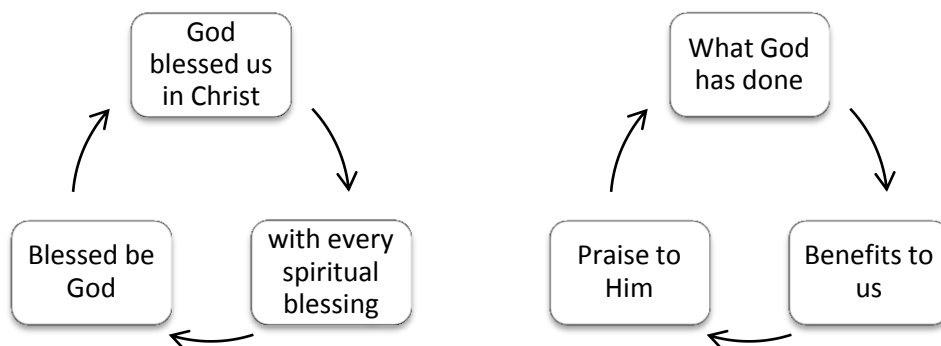 God
blessed us
in Christ
with every
spiritual
blessing
Blessed be
God
What God
has done
Benefits to
us
Praise to
Him